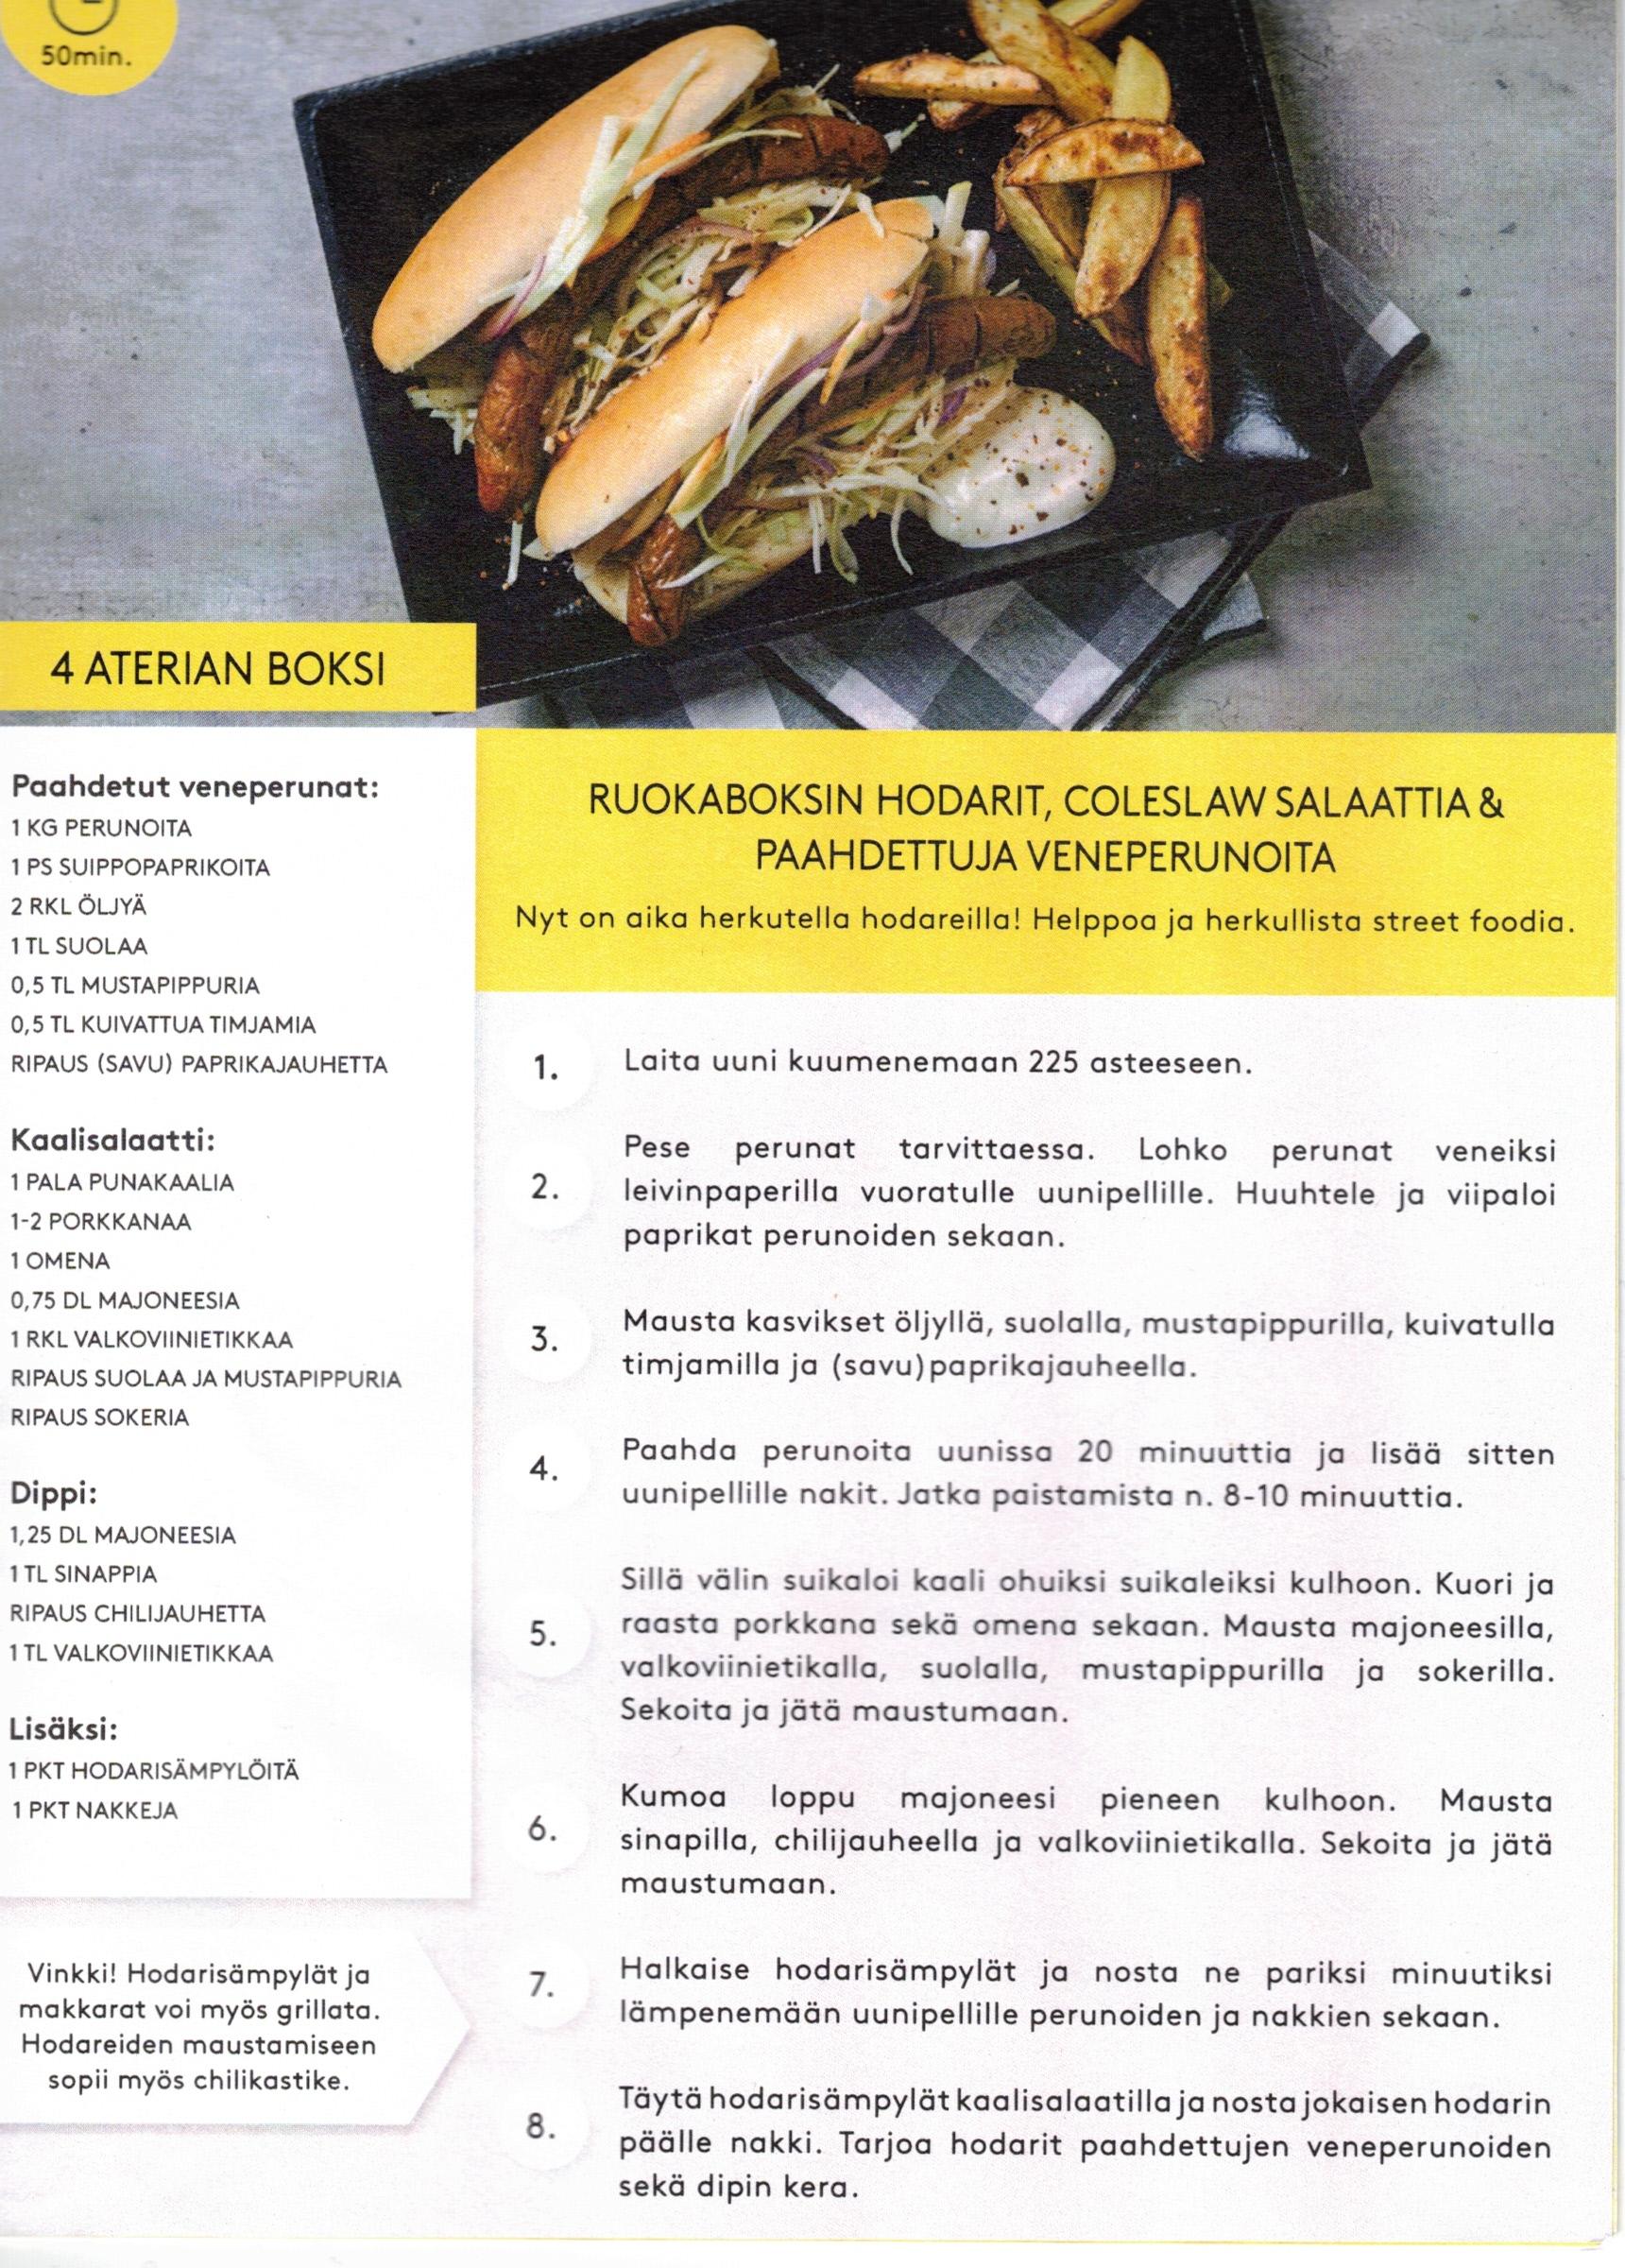 50min.
4 ATERIAN BOKSI
Paahdetut veneperunat:
1 KG PERUNOITA
1 PS SUIPPOPAPRIKOITA
2 RKL ÖLJYÄ
1 TL SUOLAA
0,5 TL MUSTAPIPPURIA
0,5 TL KUIVATTUA TIMJAMIA
RIPAUS (SAVU) PAPRIKAJAUHETTA
Kaalisalaatti:
1 PALA PUNAKAALIA
1-2 PORKKANAA
1 OMENA
0,75 DL MAJONEESIA
1 RKL VALKOVIINIETIKKAA
RIPAUS SUOLAA JA MUSTAPIPPURIA
RIPAUS SOKERIA
Dippi:
1,25 DL MAJONEESIA
1 TL SINAPPIA
RIPAUS CHILIJAUHETTA
1 TL VALKOVIINIETIKKAA
Lisäksi:
1 PKT HODARISÄMPYLÖITÄ
1 PKT NAKKEJA
Vinkki! Hodarisämpylät ja
makkarat voi myös grillata.
Hodareiden maustamiseen
sopii myös chilikastike.
RUOKABOKSIN HODARIT, COLESLAW SALAATTIA &
PAAHDETTUJA VENEPERUNOITA
Nyt on aika herkutella hodareilla! Helppoa ja herkullista street foodia.
1. Laita uuni kuumenemaan 225 asteeseen.
2. Pese perunat tarvittaessa. Lohko perunat veneiksi
leivinpaperilla vuoratulle uunipellille. Huuhtele ja viipaloi
paprikat perunoiden sekaan.
3. Mausta kasvikset öljyllä, suolalla, mustapippurilla, kuivatulla
timjamilla ja (savu)paprikajauheella.
4. Paahda perunoita uunissa 20 minuuttia ja lisää sitten
uunipellille nakit. Jatka paistamista n. 8-10 minuuttia.
5. Sillä välin suikaloi kaali ohuiksi suikaleiksi kulhoon. Kuori ja
raasta porkkana sekä omena sekaan. Mausta majoneesilla,
valkoviinietikalla, suolalla, mustapippurilla ja sokerilla.
Sekoita ja jätä maustumaan.
6. Kumoa loppu majoneesi pieneen kulhoon. Mausta
sinapilla, chilijauheella ja valkoviinietikalla. Sekoita ja jätä
maustumaan.
7. Halkaise hodarisämpylät ja nosta ne pariksi minuutiksi
lämpenemään uunipellille perunoiden ja nakkien sekaan.
8. Täytä hodarisämpylät kaalisalaatilla ja nosta jokaisen hodarin
päälle nakki. Tarjoa hodarit paahdettujen veneperunoiden
sekä dipin kera.